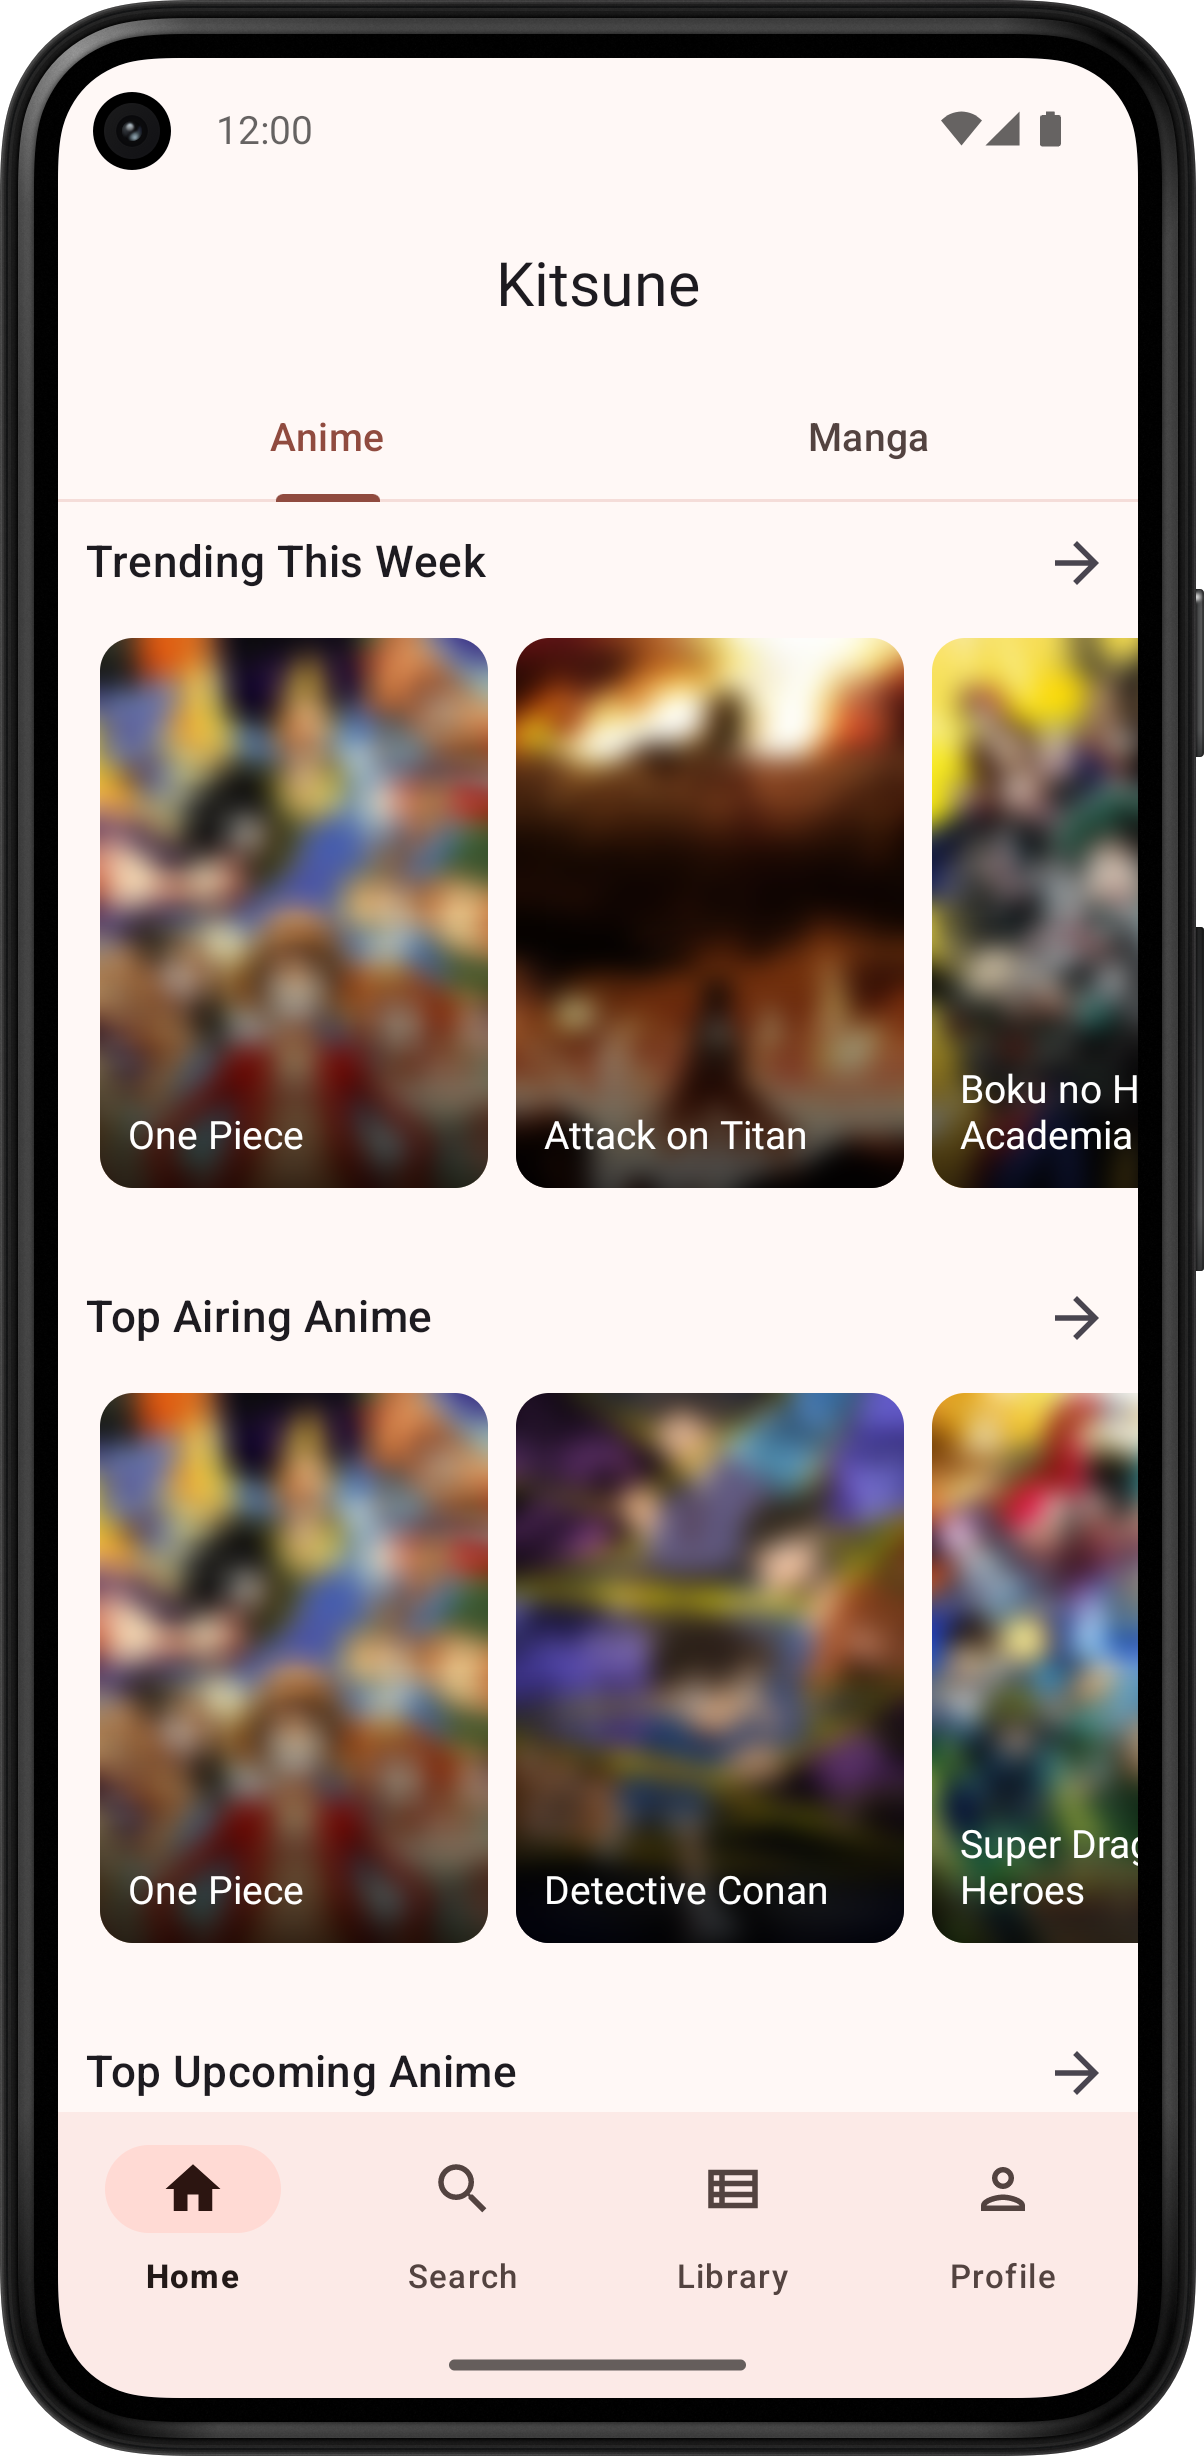 12:00
Kitsune
Anime
Manga
Trending This Week
One Piece
Attack on Titan
Boku no H
Academia
Top Airing Anime
One Piece
Detective Conan
Super Drag
Heroes
Top Upcoming Anime
Home
Search
Library
Profile